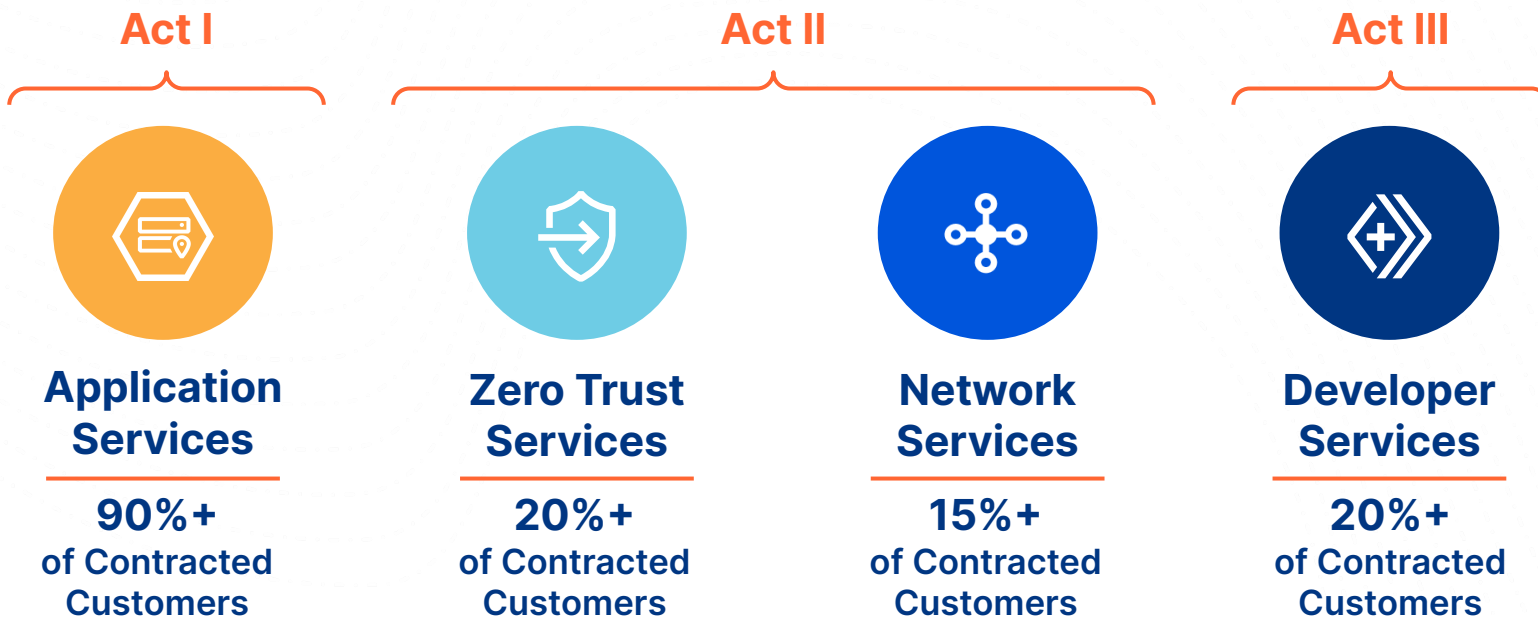 Act I
Act II
Act III
Application
Services
90%+
of Contracted
Customers
Zero Trust
Services
20%+
of Contracted
Customers
Network
Services
15%+
of Contracted
Customers
Developer
Services
20%+
of Contracted
Customers